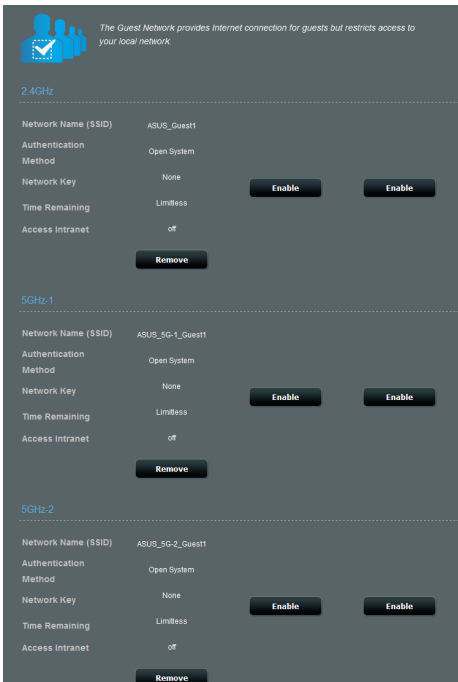 The Guest Network provides Internet connection for guests but restricts access to
your local network.
2.4GHz
Network Name (SSID) ASUS_Guest1
Authentication
Method Open System
Network Key None
Enable Enable
Time Remaining Limitless
Access Intranet off
Remove
5GHz-1
Network Name (SSID) ASUS_5G-1_Guest1
Authentication
Method Open System
Network Key None
Enable Enable
Time Remaining Limitless
Access Intranet off
Remove
5GHz-2
Network Name (SSID) ASUS_5G-2_Guest1
Authentication
Method Open System
Network Key None
Enable Enable
Time Remaining Limitless
Access Intranet off
Remove